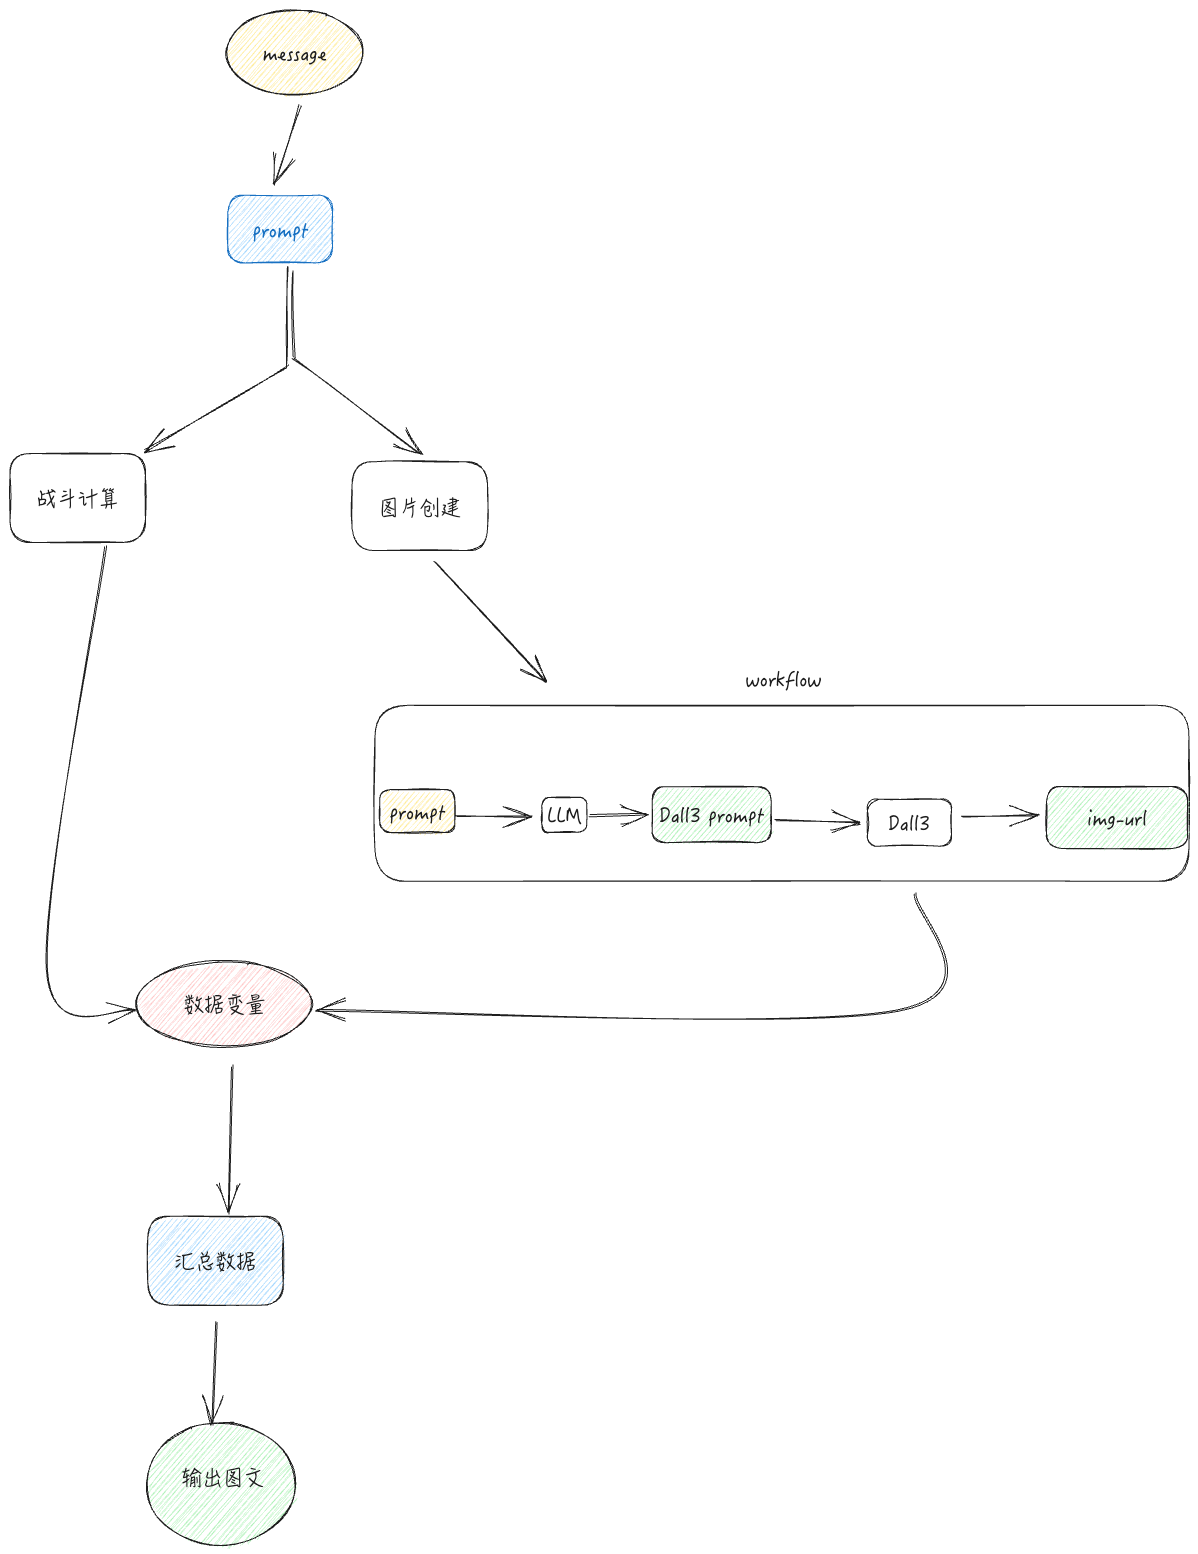 message
prompt
战斗计算
图片创建
workflow
prompt
LLM
Dall3 prompt
Dall3
img-url
数据变量
汇总数据
输出图文